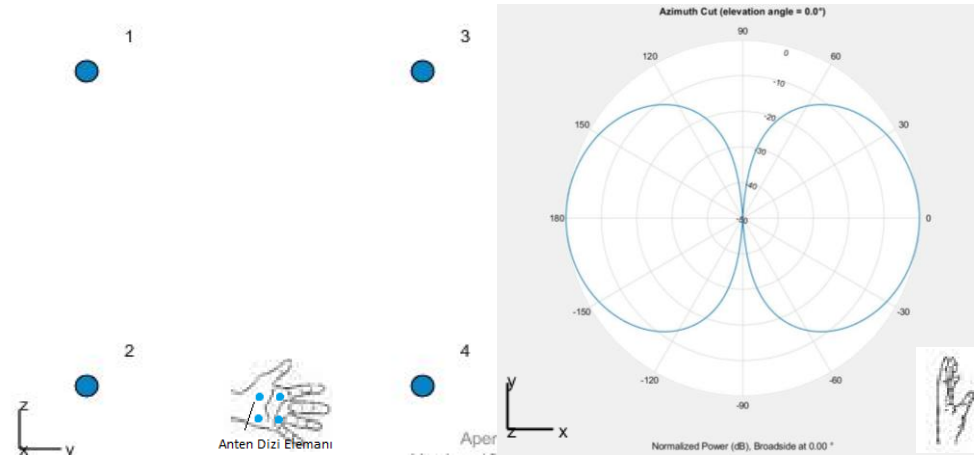 1
3
2
4
z
x
y
Anten Dizi Elemanı
Aper
Azimuth Cut (elevation angle = 0.0°)
90
120
60
0
-10
150
30
-20
-30
-40
-50
180
0
-150
-30
-120
-60
-90
y
z
x
Normalized Power (dB), Broadside at 0.00 °